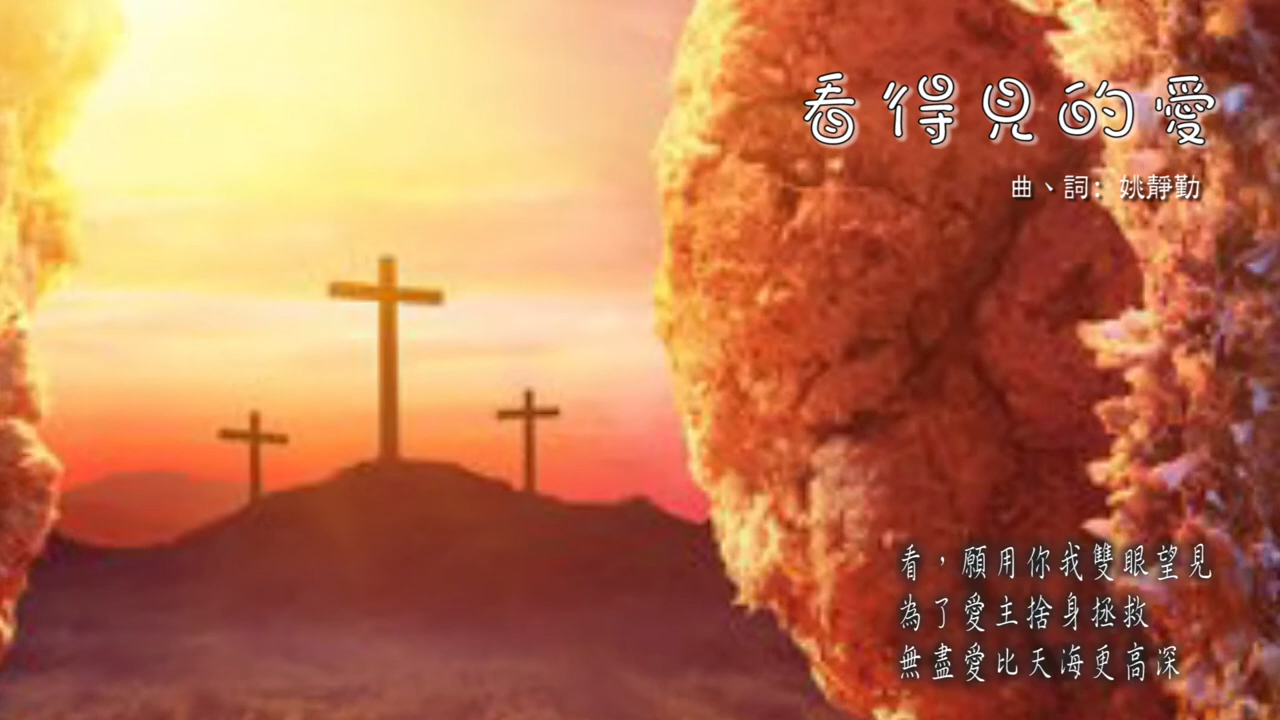 看得見的愛
曲、詞：姚靜勤
看，願用你我雙眼望見
為了愛主捨身拯救
無盡愛比天海更高深